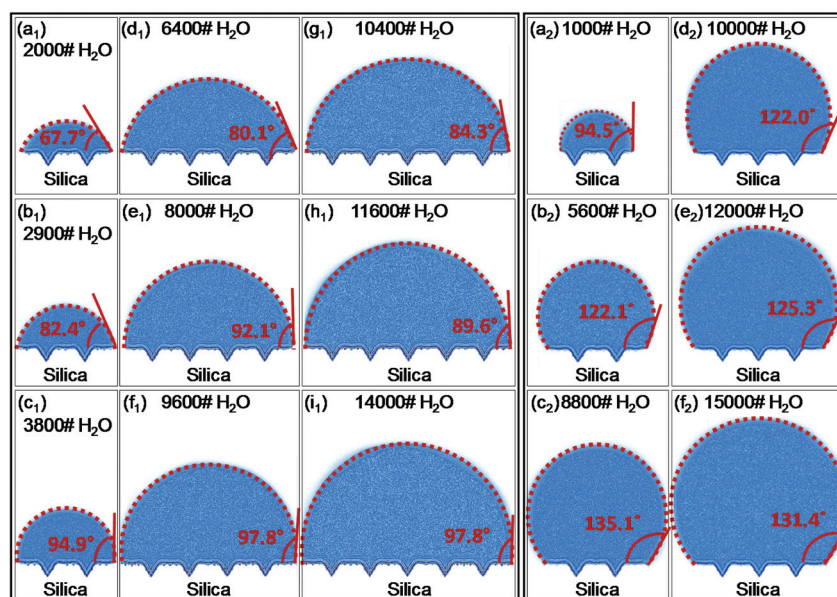 (a₁)
2000# H₂O
67.7°
Silica
(d₁) 6400# H₂O
80.1°
Silica
(g₁) 10400# H₂O
84.3°
Silica
(a₂) 1000# H₂O
94.5°
Silica
(d₂) 10000# H₂O
122.0°
Silica
(b₁)
2900# H₂O
82.4°
Silica
(e₁) 8000# H₂O
92.1°
Silica
(h₁) 11600# H₂O
89.6°
Silica
(b₂) 5600# H₂O
122.1°
Silica
(e₂) 12000# H₂O
125.3°
Silica
(c₁)
3800# H₂O
94.9°
Silica
(f₁) 9600# H₂O
97.8°
Silica
(i₁) 14000# H₂O
97.8°
Silica
(c₂) 8800# H₂O
135.1°
Silica
(f₂) 15000# H₂O
131.4°
Silica